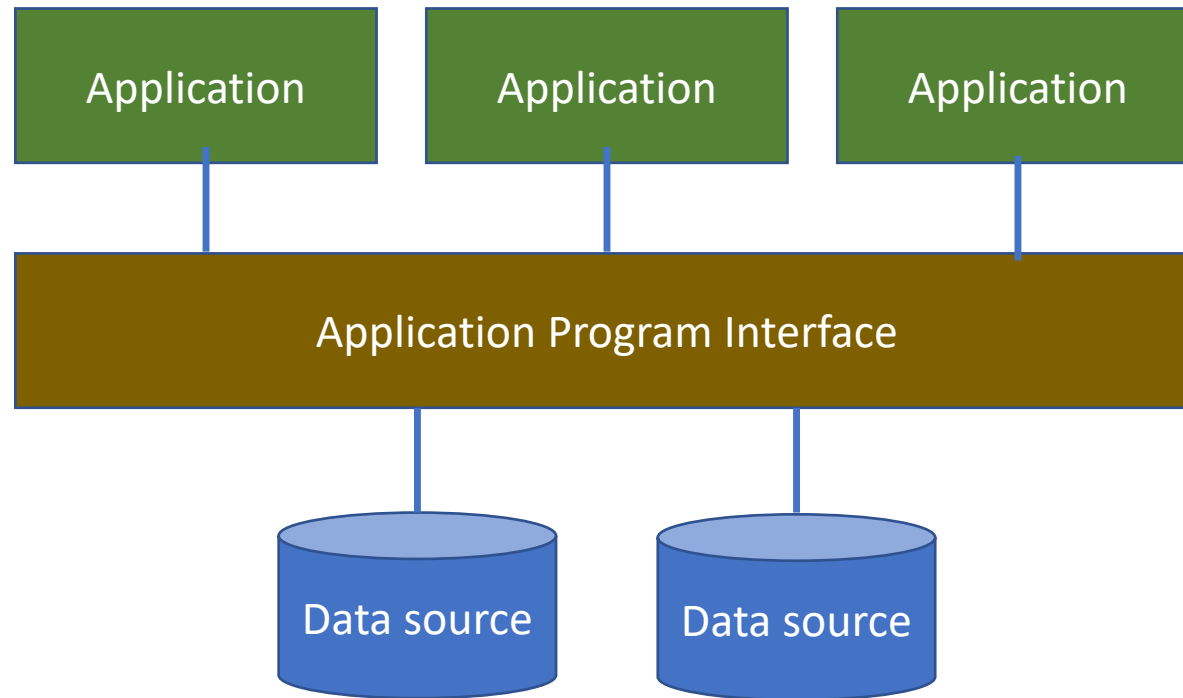 Application
Application
Application
Application Program Interface
Data source
Data source